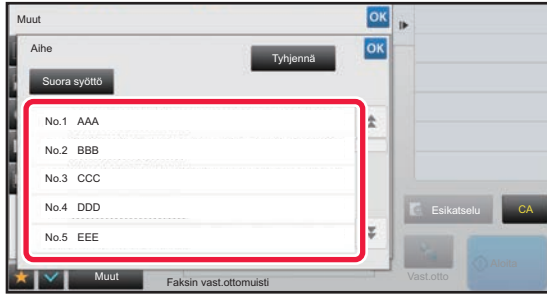 Muut
OK
Aihe
Tyhjennä
OK
Suora syöttö
No.1 AAA
No.2 BBB
No.3 CCC
No.4 DDD
No.5 EEE
Esikatselu
CA
Vast.otto
Aloita
Muut
Faksin vast.ottomuisti